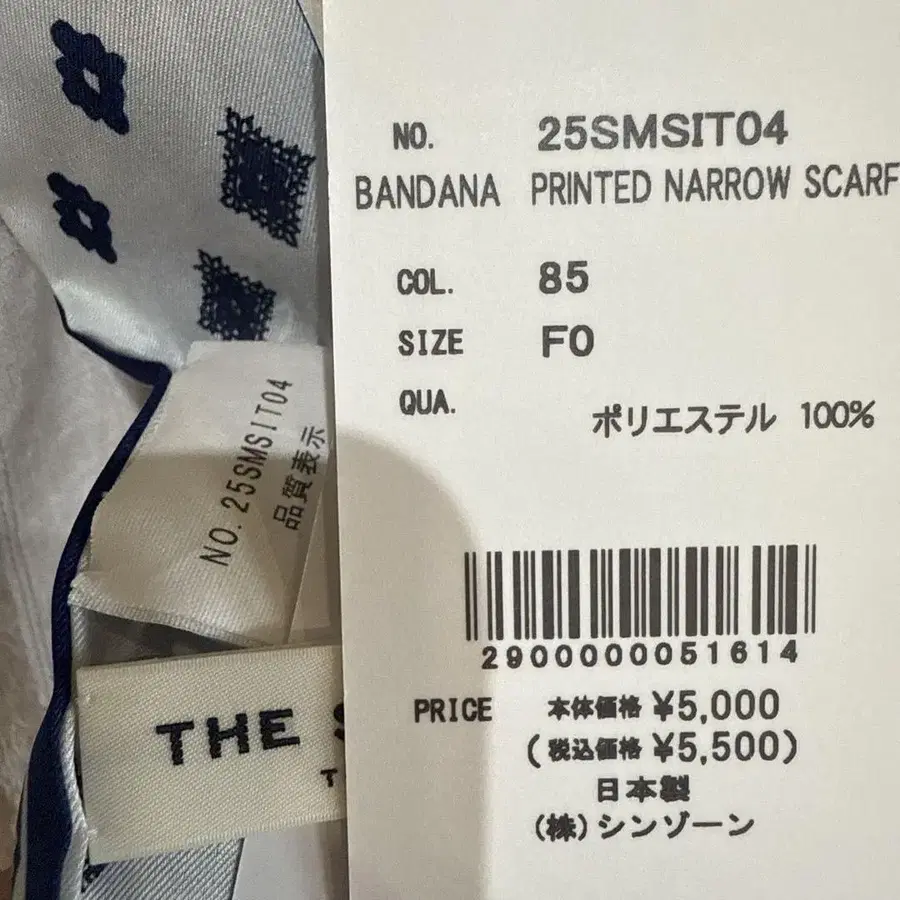 NO. 25SMSIT04
BANDANA PRINTED NARROW SCARF
COL. 85
SIZE F0
QUA. ポリエステル 100%
2900000051614
PRICE 本体価格 ¥5,000
(税込価格 ¥5,500)
日本製
(株)シンゾーン
NO.25SMSIT04
品質表示
THE
T